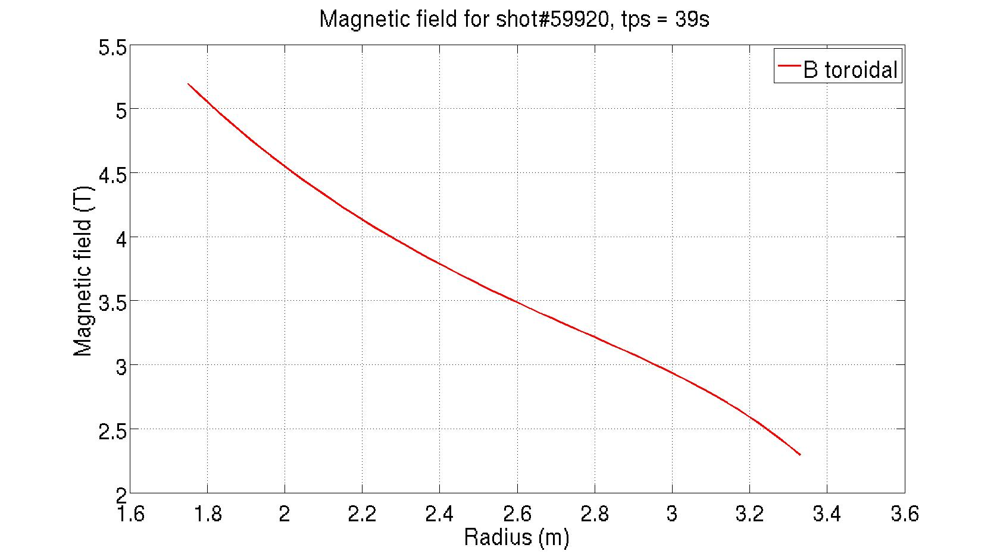 Magnetic field for shot#59920, tps = 39s
B toroidal
5.5
5
4.5
4
3.5
3
2.5
2
Magnetic field (T)
1.6 1.8 2 2.2 2.4 2.6 2.8 3 3.2 3.4 3.6
Radius (m)